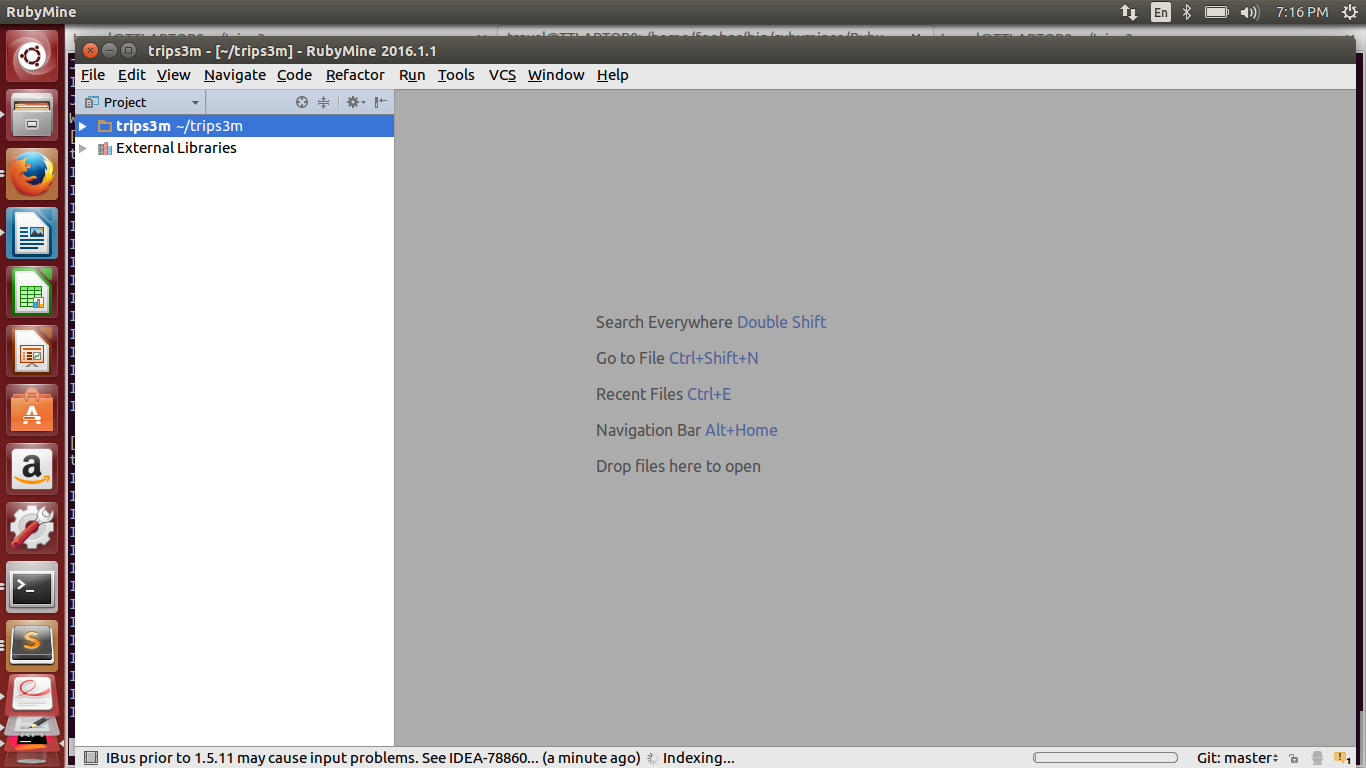 RubyMine
En
7:16 PM
trips3m - [~/trips3m] - RubyMine 2016.1.1
File Edit View Navigate Code Refactor Run Tools VCS Window Help
Project
trips3m ~/trips3m
External Libraries
Search Everywhere Double Shift
Go to File Ctrl+Shift+N
Recent Files Ctrl+E
Navigation Bar Alt+Home
Drop files here to open
IBus prior to 1.5.11 may cause input problems. See IDEA-78860... (a minute ago) Indexing... Git: master 1